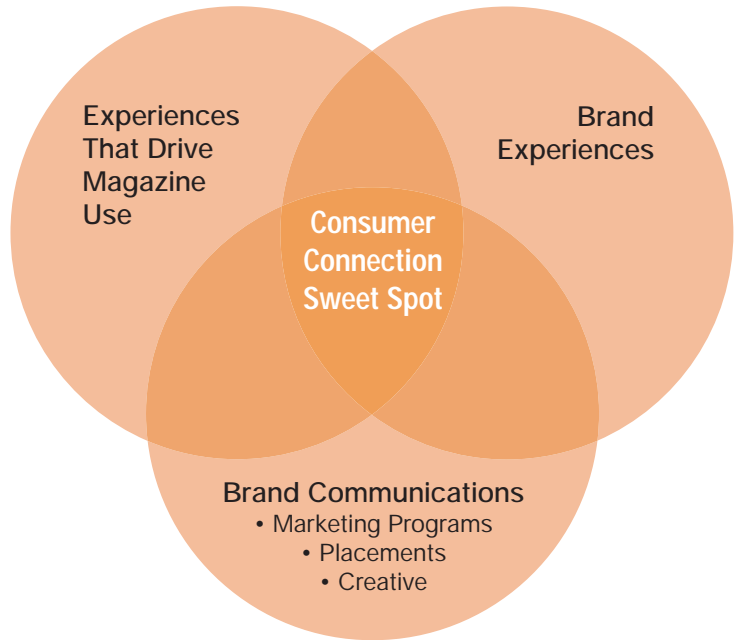 Experiences
That Drive
Magazine
Use
Brand
Experiences
Consumer
Connection
Sweet Spot
Brand Communications
• Marketing Programs
• Placements
• Creative